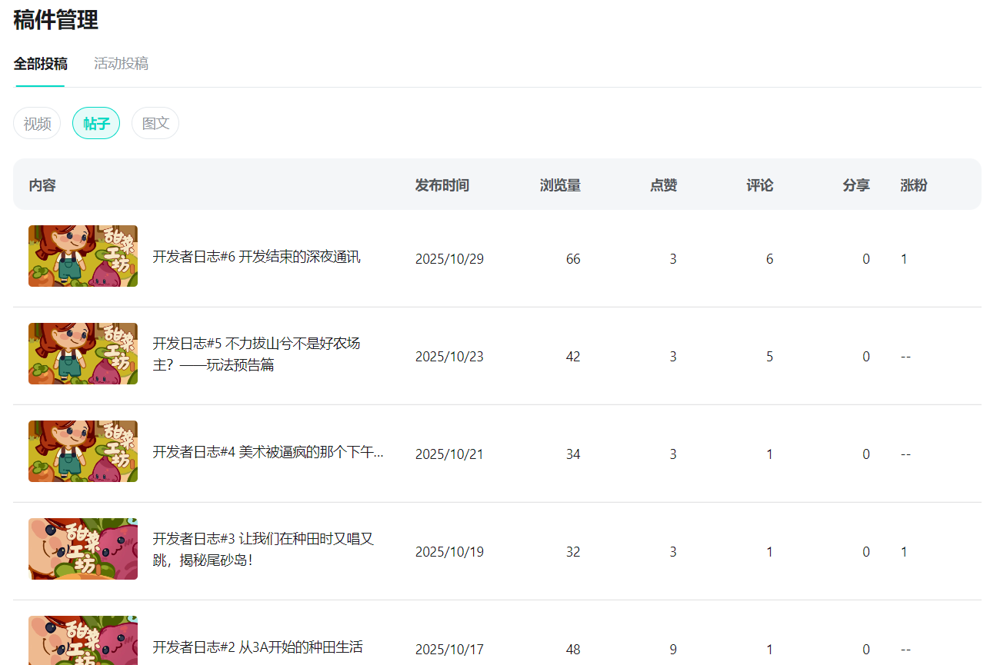 稿件管理
全部投稿 活动投稿
视频 帖子 图文
内容 发布时间 浏览量 点赞 评论 分享 涨粉
甜菜工坊
开发者日志#6 开发结束的深夜通讯 2025/10/29 66 3 6 0 1
甜菜工坊
开发日志#5 不力拔山兮不是好农场
主？——玩法预告篇 2025/10/23 42 3 5 0 --
甜菜工坊
开发者日志#4 美术被逼疯的那个下午... 2025/10/21 34 3 1 0 --
甜菜工坊
开发者日志#3 让我们在种田时又唱又
跳，揭秘尾砂岛！ 2025/10/19 32 3 1 0 1
甜菜工坊
开发者日志#2 从3A开始的种田生活 2025/10/17 48 9 1 0 --